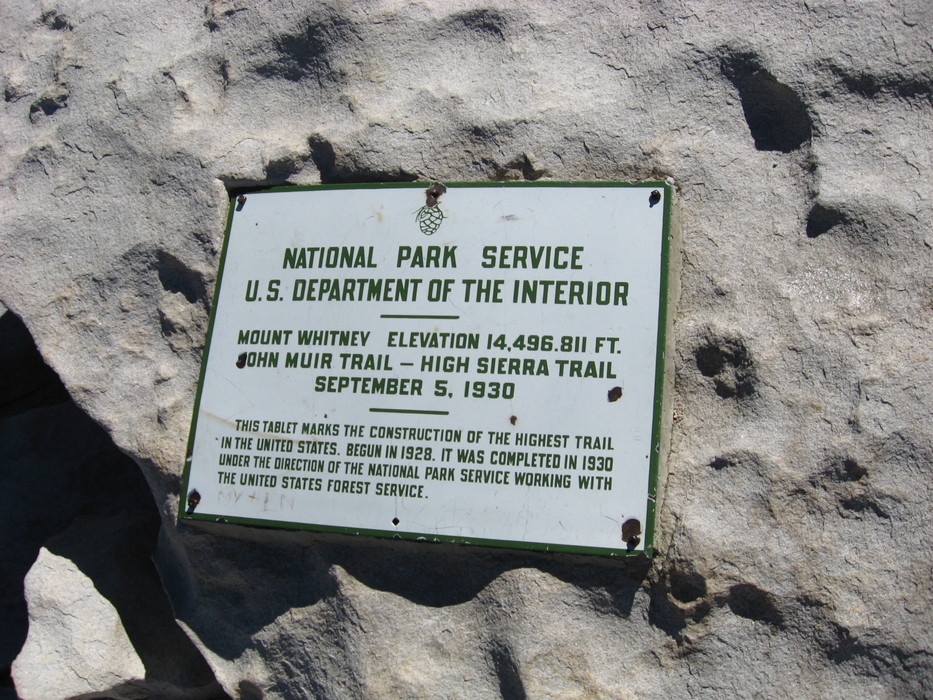 NATIONAL PARK SERVICE
U.S. DEPARTMENT OF THE INTERIOR
MOUNT WHITNEY ELEVATION 14,496.811 FT.
JOHN MUIR TRAIL — HIGH SIERRA TRAIL
SEPTEMBER 5, 1930
THIS TABLET MARKS THE CONSTRUCTION OF THE HIGHEST TRAIL
IN THE UNITED STATES. BEGUN IN 1928. IT WAS COMPLETED IN 1930
UNDER THE DIRECTION OF THE NATIONAL PARK SERVICE WORKING WITH
THE UNITED STATES FOREST SERVICE.